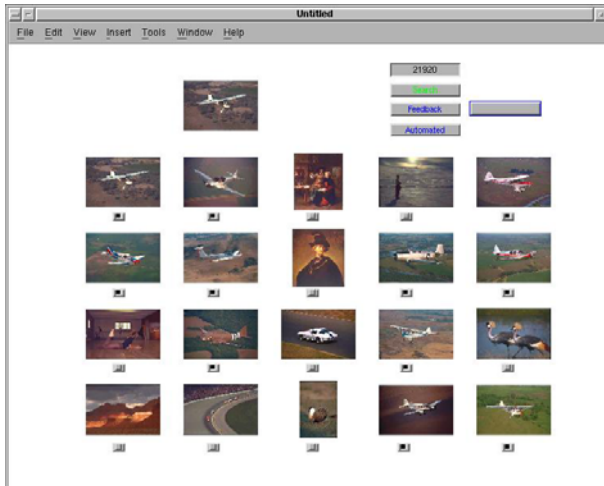 Untitled
File Edit View Insert Tools Window Help
21920
Search
Feedback
Automated